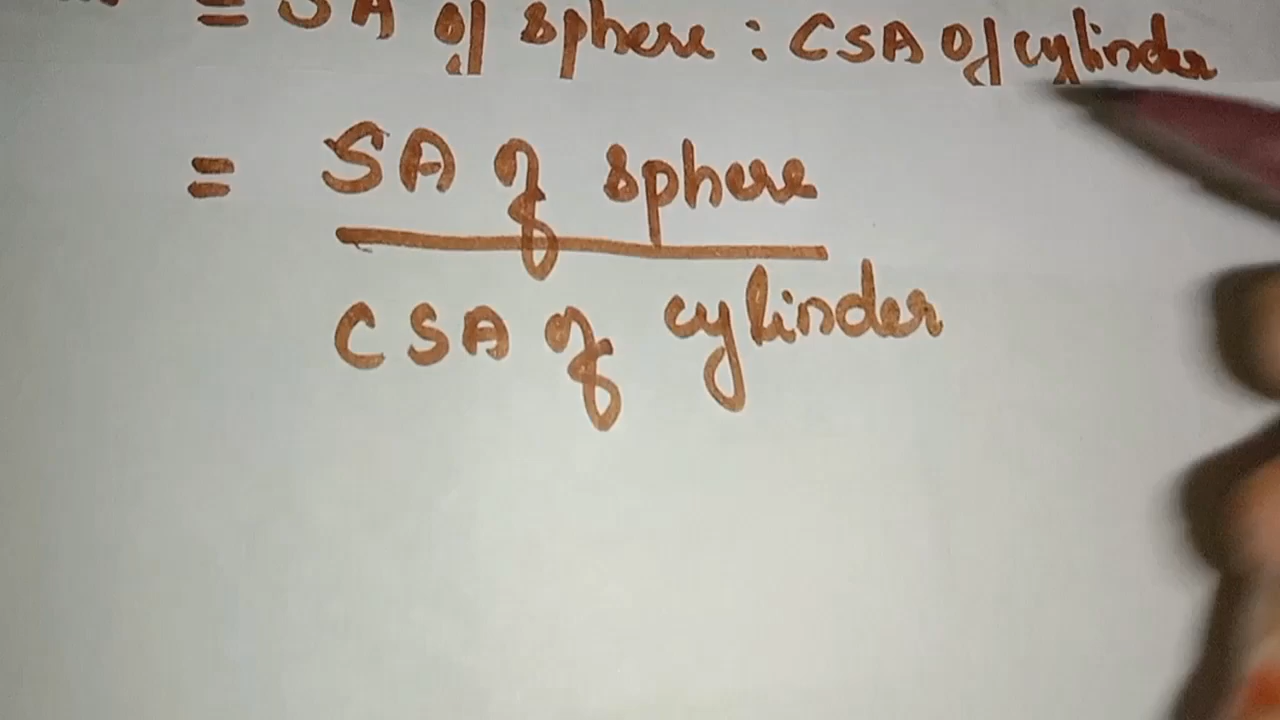 = SA of sphere : CSA of cylinder
= SA of sphere
CSA of cylinder